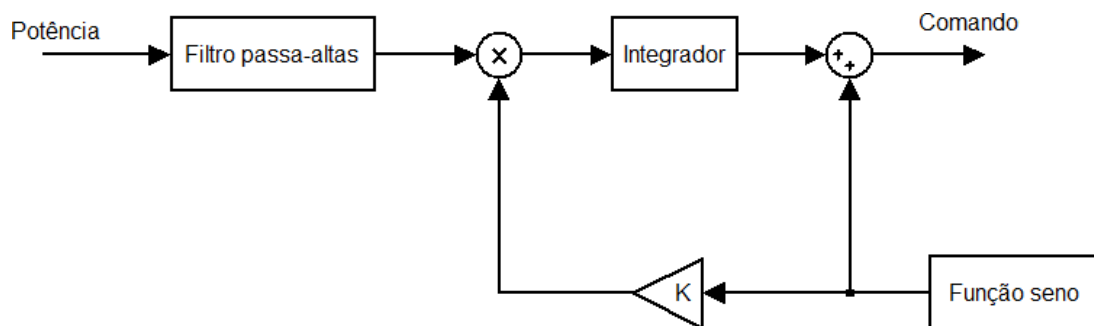 Potência
Comando
Filtro passa-altas
×
Integrador
+
+
K
Função seno